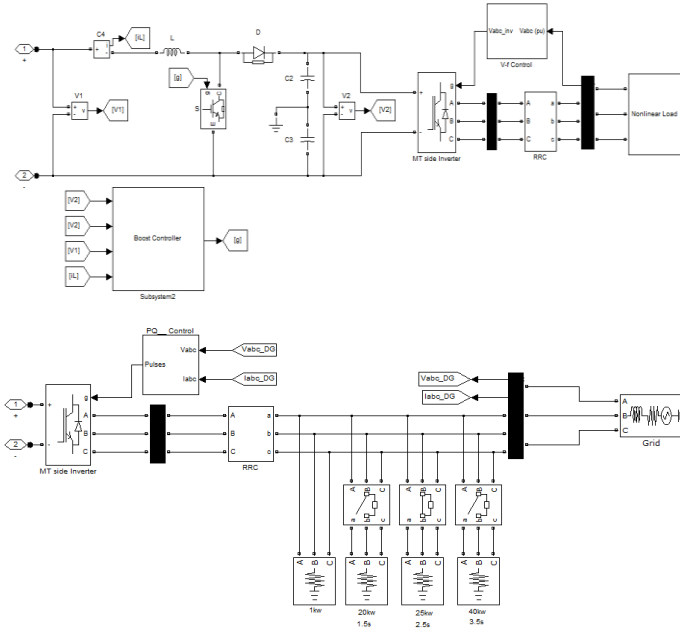 C4
[iL]
L
D
1
+
+
i
-
[g]
g
C
S
E
V1
+
v
-
[V1]
C2
C3
V2
+
v
-
[V2]
+
-
g
A
B
C
MT side Inverter
Vabc_inv
Vabc (pu)
V-f Control
A
B
C
a
b
c
RRC
Nonlinear Load
2
-
[V2]
[V2]
[V1]
[iL]
Boost Controller
Subsystem2
[g]
PQ__ Control
Pulses
Vabc
Iabc
Vabc_DG
Iabc_DG
1
+
2
-
+
-
g
A
B
C
MT side Inverter
A
B
C
a
b
c
RRC
Vabc_DG
Iabc_DG
A
B
C
Grid
A B C
a b c
A B C
a b c
A B C
a b c
A B C
A B C
A B C
A B C
1kw
20kw
25kw
40kw
1.5s
2.5s
3.5s